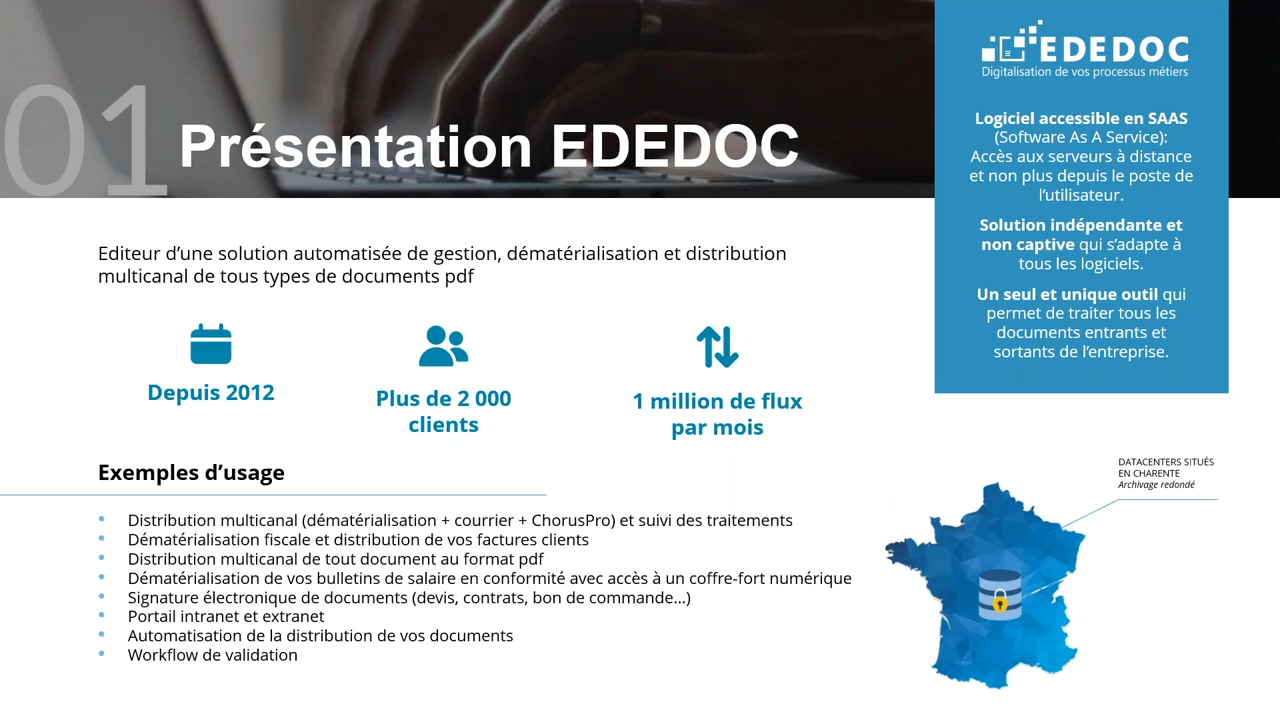 01
Présentation EDEDOC
EDEDOC
Digitalisation de vos processus métiers
Logiciel accessible en SAAS
(Software As A Service):
Accès aux serveurs à distance
et non plus depuis le poste de
l’utilisateur.
Solution indépendante et
non captive qui s’adapte à
tous les logiciels.
Un seul et unique outil qui
permet de traiter tous les
documents entrants et
sortants de l’entreprise.
Editeur d’une solution automatisée de gestion, dématérialisation et distribution
multicanal de tous types de documents pdf
Depuis 2012
Plus de 2 000
clients
1 million de flux
par mois
Exemples d’usage
• Distribution multicanal (dématérialisation + courrier + ChorusPro) et suivi des traitements
• Dématérialisation fiscale et distribution de vos factures clients
• Distribution multicanal de tout document au format pdf
• Dématérialisation de vos bulletins de salaire en conformité avec accès à un coffre-fort numérique
• Signature électronique de documents (devis, contrats, bon de commande…)
• Portail intranet et extranet
• Automatisation de la distribution de vos documents
• Workflow de validation
DATACENTERS SITUÉS
EN CHARENTE
Archivage redondé